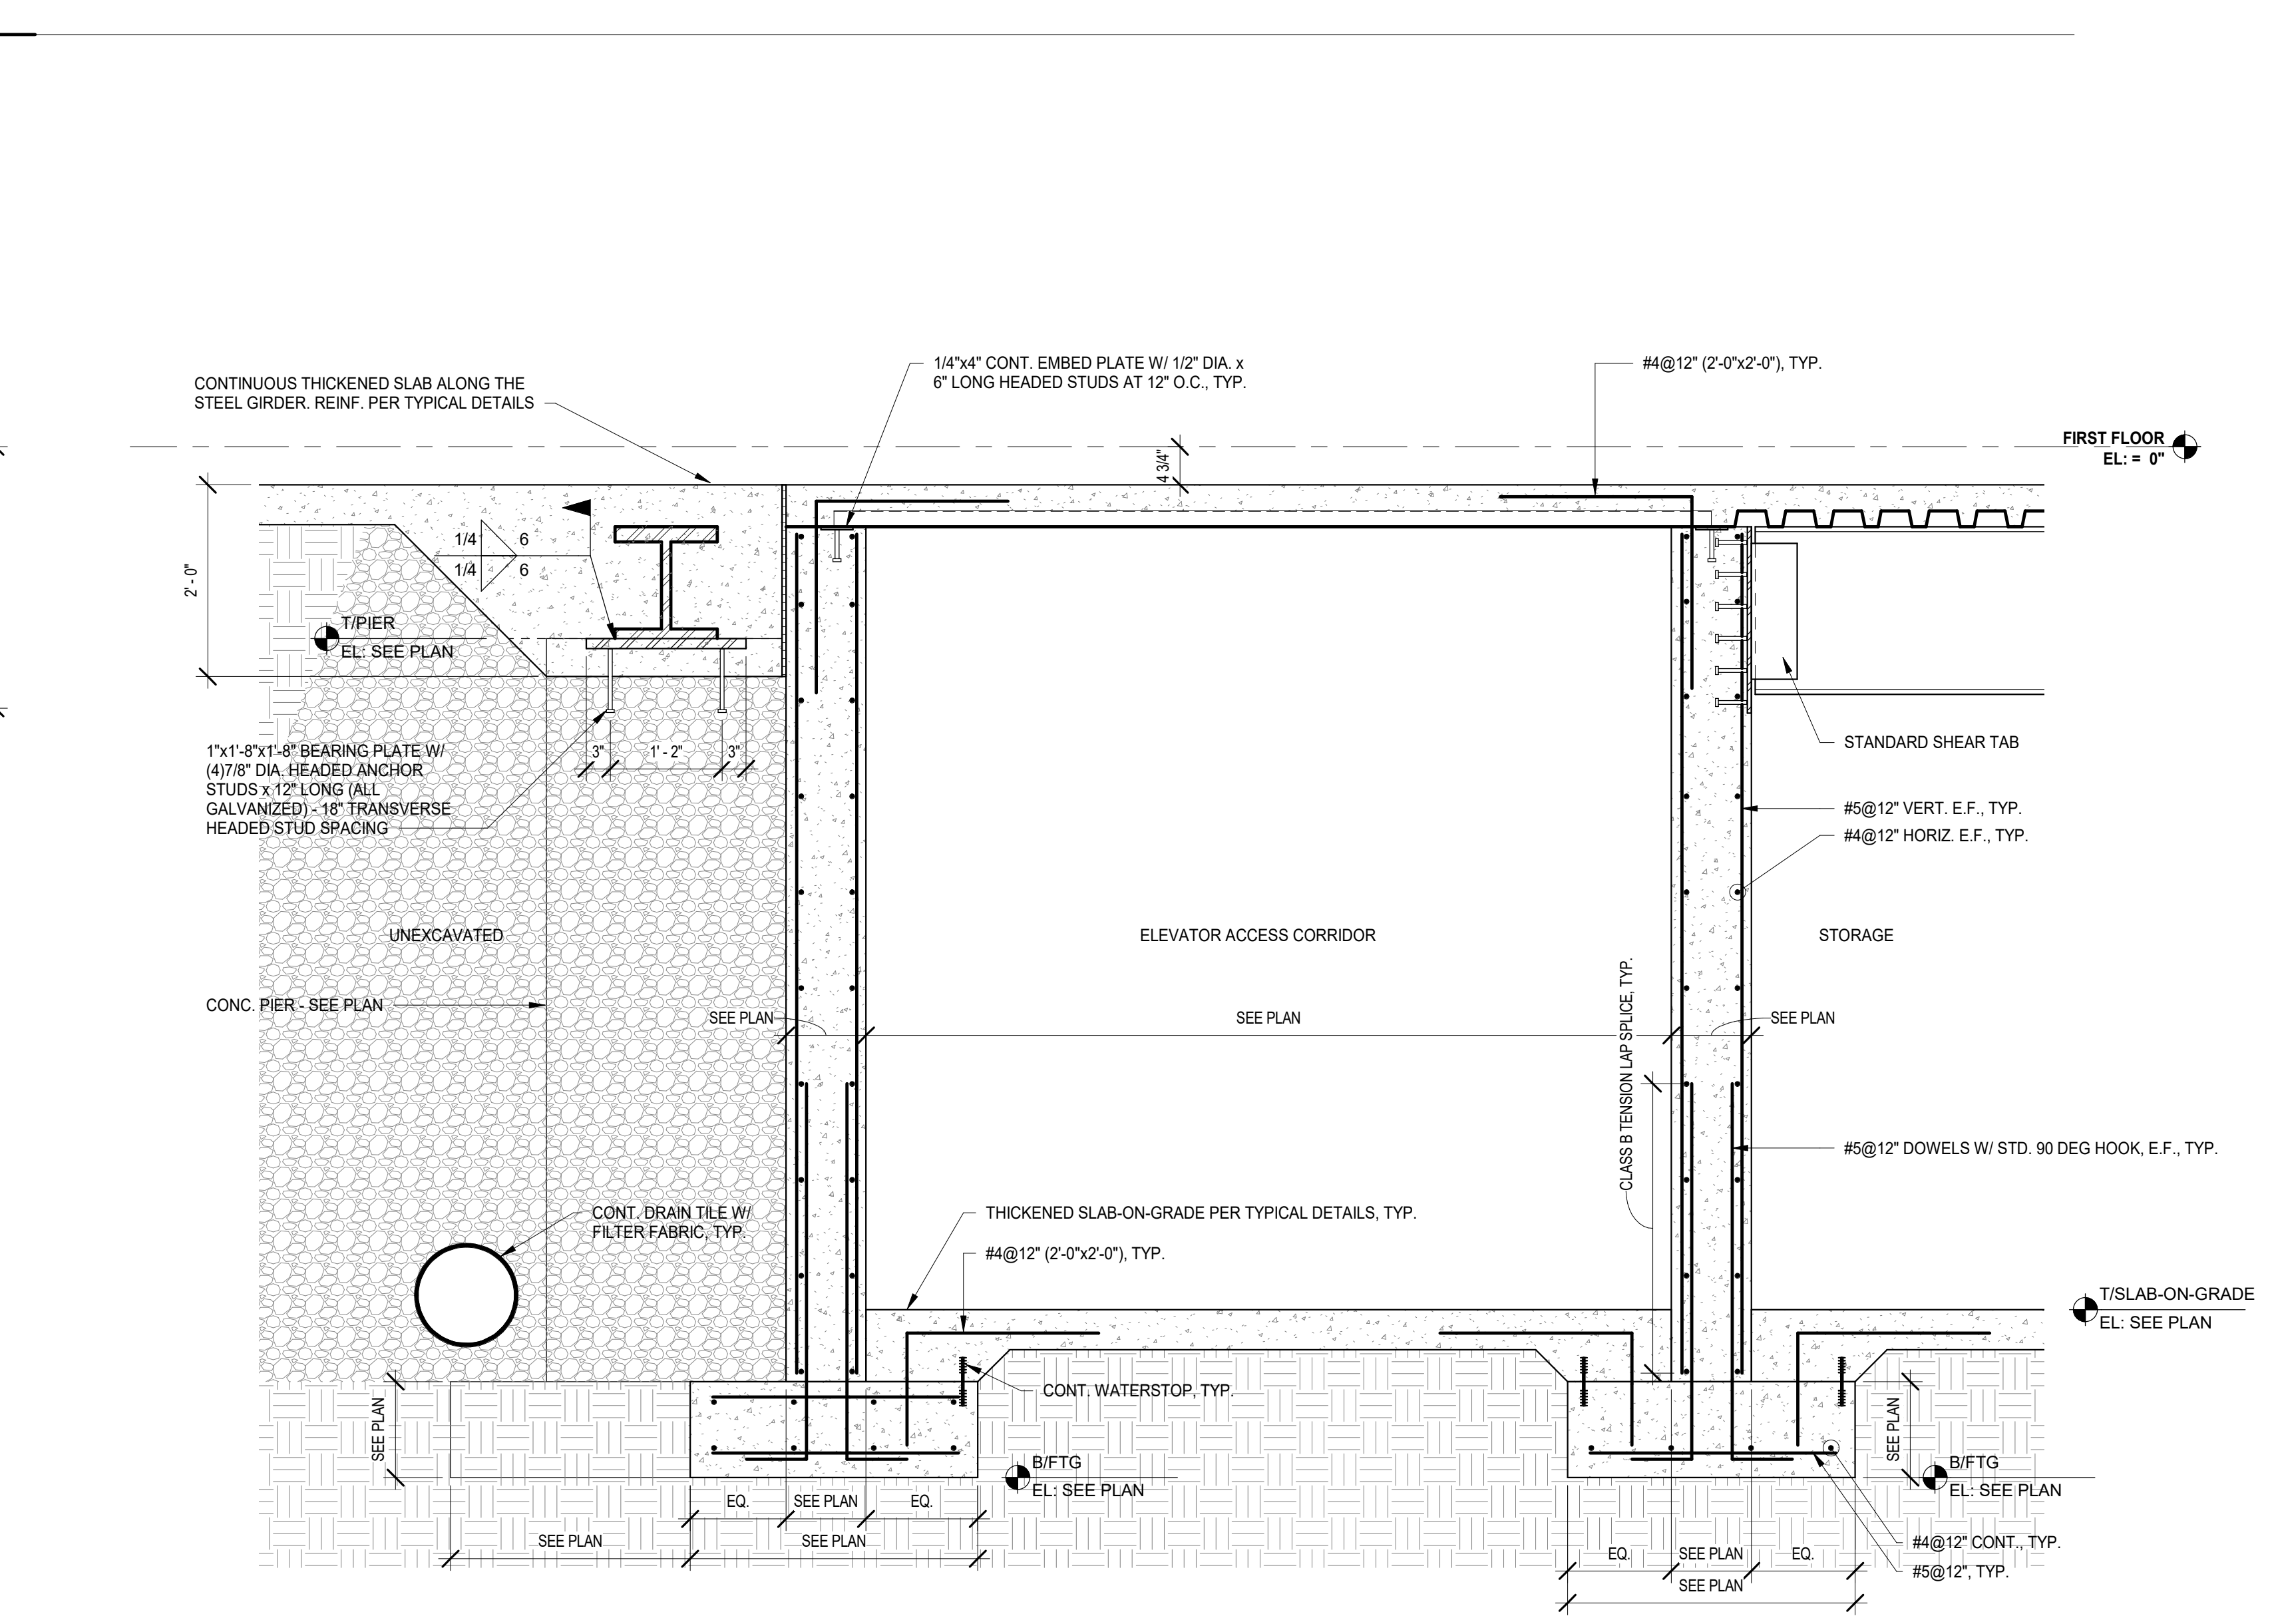 1/4"x4" CONT. EMBED PLATE W/ 1/2" DIA. x
6" LONG HEADED STUDS AT 12" O.C., TYP.
#4@12" (2'-0"x2'-0"), TYP.
CONTINUOUS THICKENED SLAB ALONG THE
STEEL GIRDER. REINF. PER TYPICAL DETAILS
FIRST FLOOR
EL: = 0"
4 3/4"
2' - 0"
1/4
6
1/4
6
T/PIER
EL: SEE PLAN
1"x1'-8"x1'-8" BEARING PLATE W/
(4)7/8" DIA. HEADED ANCHOR
STUDS x 12" LONG (ALL
GALVANIZED) - 18" TRANSVERSE
HEADED STUD SPACING
3"
1' - 2"
3"
STANDARD SHEAR TAB
#5@12" VERT. E.F., TYP.
#4@12" HORIZ. E.F., TYP.
UNEXCAVATED
ELEVATOR ACCESS CORRIDOR
STORAGE
CONC. PIER - SEE PLAN
SEE PLAN
SEE PLAN
SEE PLAN
CLASS B TENSION LAP SPLICE, TYP.
#5@12" DOWELS W/ STD. 90 DEG HOOK, E.F., TYP.
CONT. DRAIN TILE W/
FILTER FABRIC, TYP.
THICKENED SLAB-ON-GRADE PER TYPICAL DETAILS, TYP.
#4@12" (2'-0"x2'-0"), TYP.
T/SLAB-ON-GRADE
EL: SEE PLAN
CONT. WATERSTOP, TYP.
SEE PLAN
SEE PLAN
B/FTG
EL: SEE PLAN
B/FTG
EL: SEE PLAN
EQ.
SEE PLAN
EQ.
SEE PLAN
SEE PLAN
EQ.
SEE PLAN
EQ.
SEE PLAN
#4@12" CONT., TYP.
#5@12", TYP.